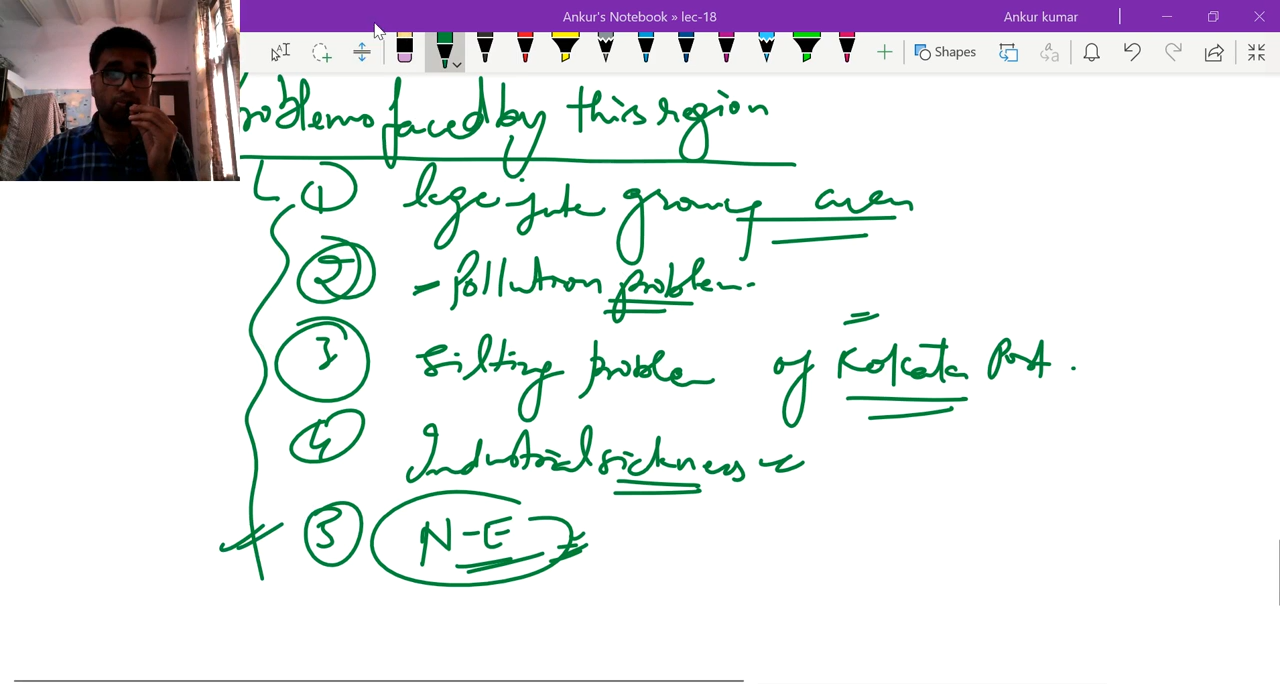 Ankur's Notebook » lec-18
Ankur kumar
Shapes
roblems faced by this region
① large jute growing area
② - Pollution problem.
③ Silting problem of Kolkata Port.
④ Industrial sickness
⑤ N-E